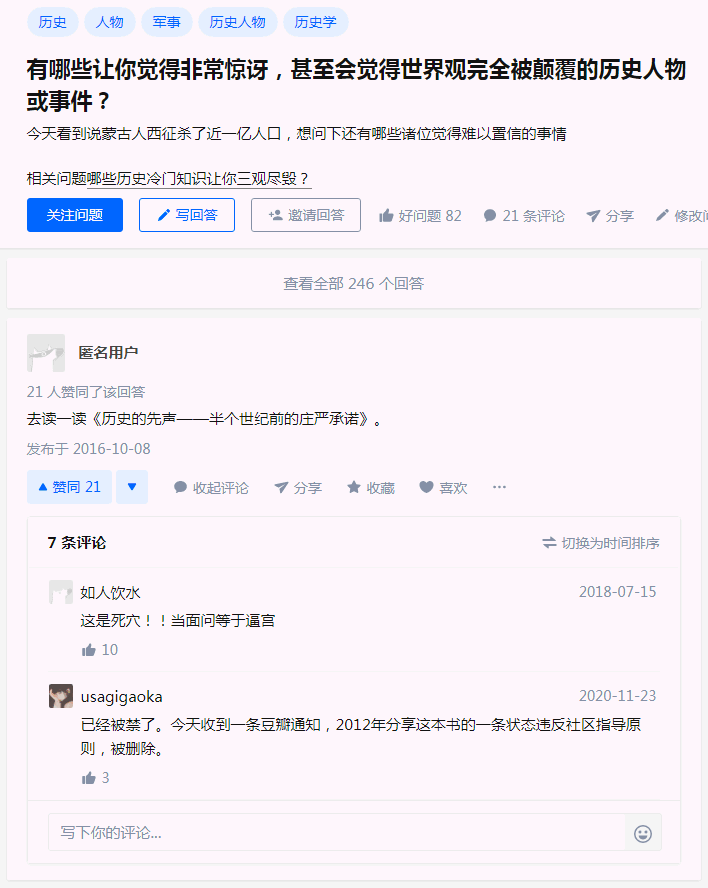 历史 人物 军事 历史人物 历史学
有哪些让你觉得非常惊讶，甚至会觉得世界观完全被颠覆的历史人物
或事件？
今天看到说蒙古人西征杀了近一亿人口，想问下还有哪些诸位觉得难以置信的事情
相关问题哪些历史冷门知识让你三观尽毁？
关注问题 写回答 邀请回答 好问题 82 21 条评论 分享 修改问
查看全部 246 个回答
匿名用户
21 人赞同了该回答
去读一读《历史的先声——半个世纪前的庄严承诺》。
发布于 2016-10-08
赞同 21 收起评论 分享 收藏 喜欢 ···
7 条评论 切换为时间排序
如人饮水 2018-07-15
这是死穴！！当面问等于逼宫
10
usagigaoka 2020-11-23
已经被禁了。今天收到一条豆瓣通知，2012年分享这本书的一条状态违反社区指导原
则，被删除。
3
写下你的评论...